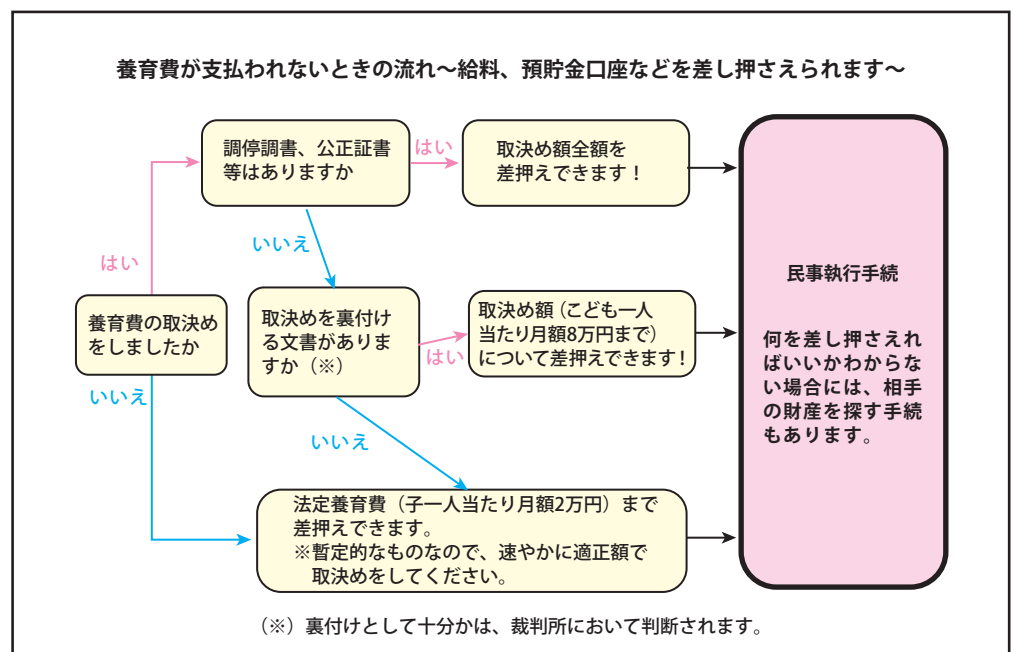 養育費が支払われないときの流れ～給料、預貯金口座などを差し押さえられます～
調停調書、公正証書
等はありますか
はい
取決め額全額を
差押えできます！
いいえ
はい
養育費の取決め
をしましたか
いいえ
取決めを裏付け
る文書がありま
すか（※）
はい
取決め額（こども一人
当たり月額8万円まで）
について差押えできます！
いいえ
法定養育費（子一人当たり月額2万円）まで
差押えできます。
※暫定的なものなので、速やかに適正額で
取決めをしてください。
民事執行手続
何を差し押さえれ
ばいいかわからな
い場合には、相手
の財産を探す手続
もあります。
（※）裏付けとして十分かは、裁判所において判断されます。